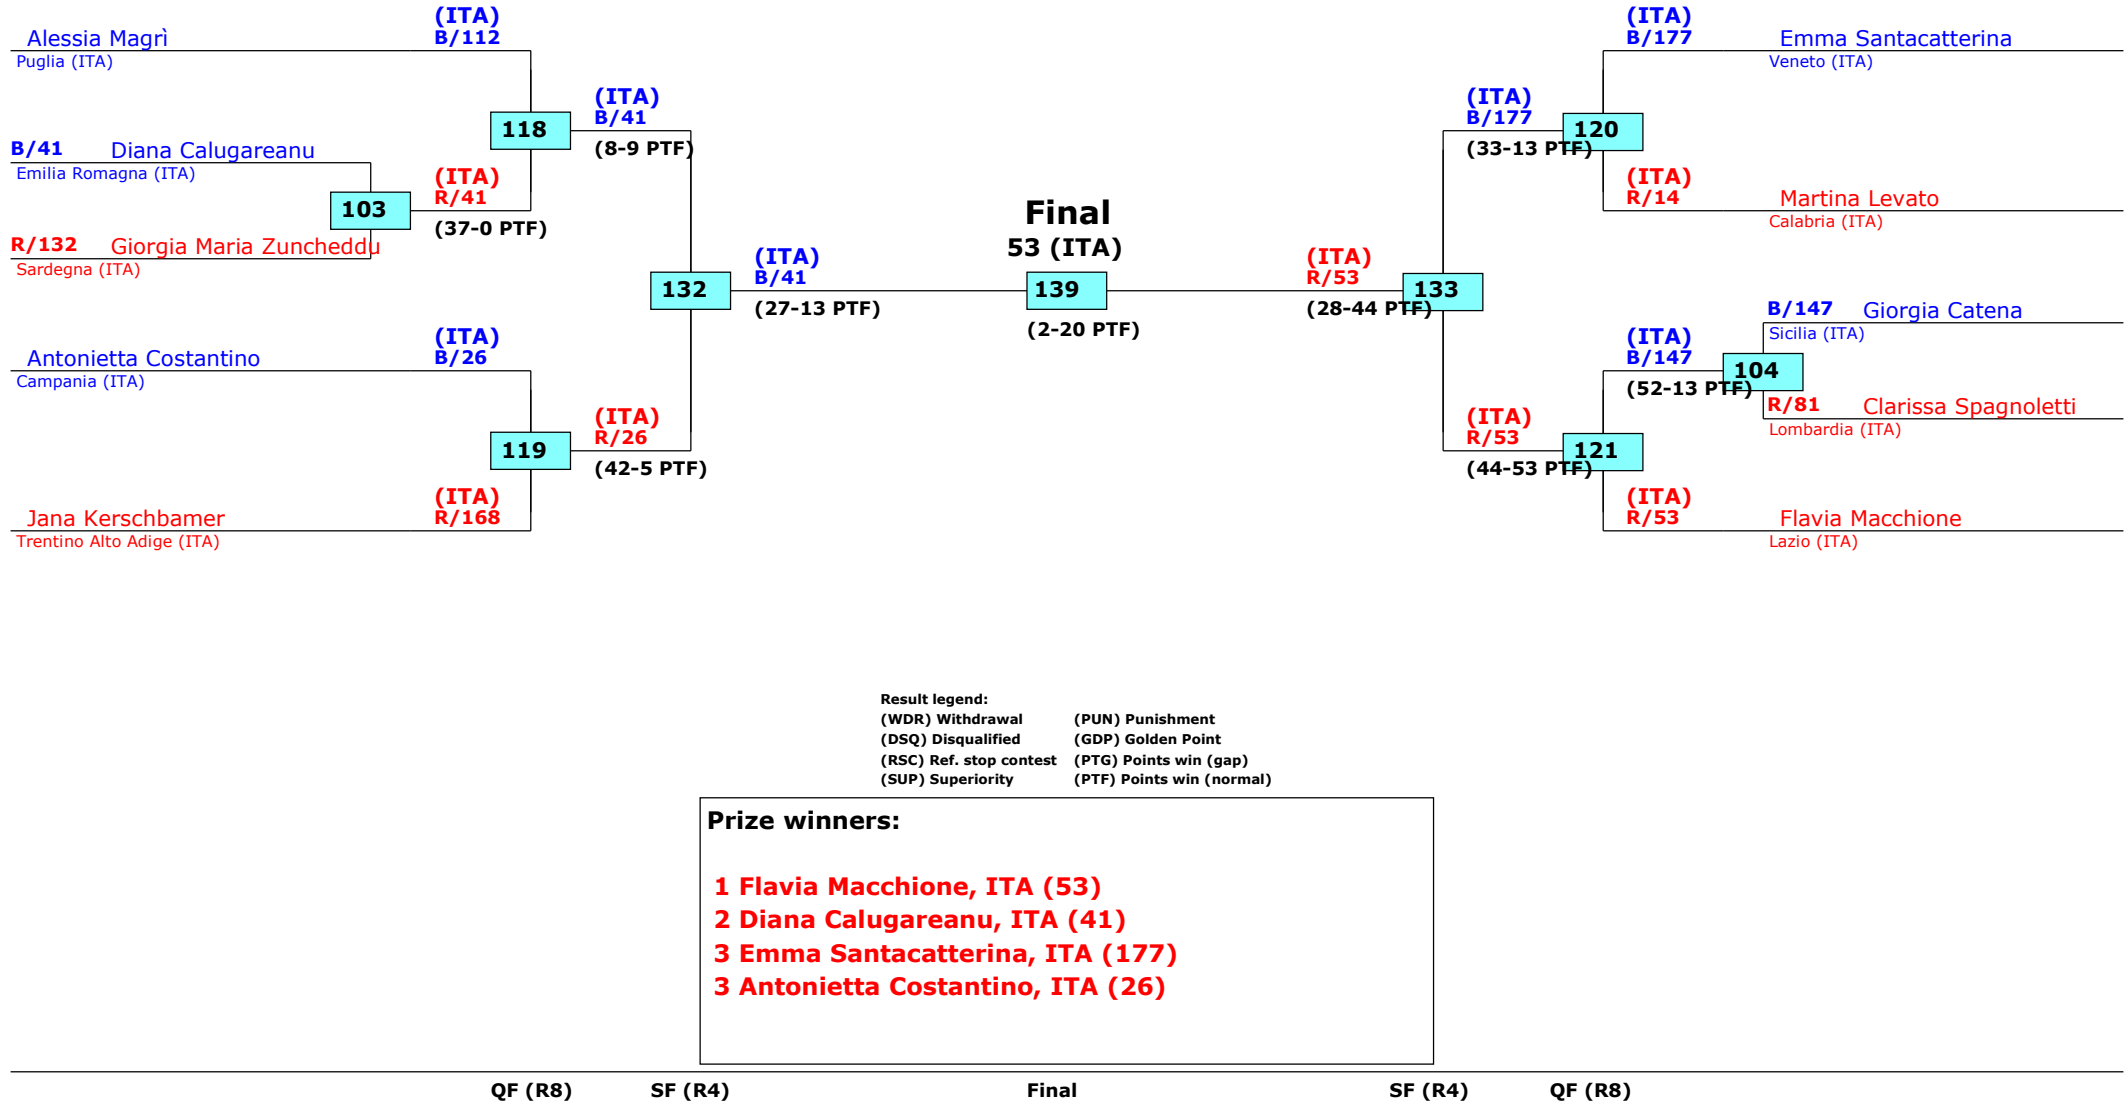 (ITA)
B/112
Alessia Magrì
Puglia (ITA)
(ITA)
B/41
118
(8-9 PTF)
B/41 Diana Calugareanu
Emilia Romagna (ITA)
(ITA)
R/41
103
(37-0 PTF)
R/132 Giorgia Maria Zuncheddu
Sardegna (ITA)
(ITA)
B/41
132
(27-13 PTF)
(ITA)
B/26
Antonietta Costantino
Campania (ITA)
(ITA)
R/26
119
(42-5 PTF)
(ITA)
R/168
Jana Kerschbamer
Trentino Alto Adige (ITA)
Final
53 (ITA)
139
(2-20 PTF)
(ITA)
B/177
Emma Santacatterina
Veneto (ITA)
(ITA)
B/177
120
(33-13 PTF)
(ITA)
R/14
Martina Levato
Calabria (ITA)
(ITA)
R/53
133
(28-44 PTF)
B/147 Giorgia Catena
Sicilia (ITA)
(ITA)
B/147
104
(52-13 PTF)
R/81 Clarissa Spagnoletti
Lombardia (ITA)
(ITA)
R/53
121
(44-53 PTF)
(ITA)
R/53
Flavia Macchione
Lazio (ITA)
Result legend:
(WDR) Withdrawal (PUN) Punishment
(DSQ) Disqualified (GDP) Golden Point
(RSC) Ref. stop contest (PTG) Points win (gap)
(SUP) Superiority (PTF) Points win (normal)
Prize winners:
1 Flavia Macchione, ITA (53)
2 Diana Calugareanu, ITA (41)
3 Emma Santacatterina, ITA (177)
3 Antonietta Costantino, ITA (26)
QF (R8) SF (R4) Final SF (R4) QF (R8)